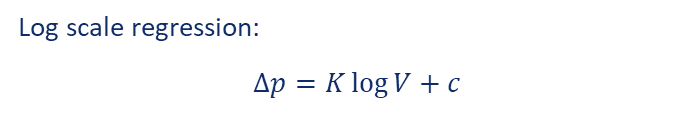 Log scale regression:
Δp = K log V + c